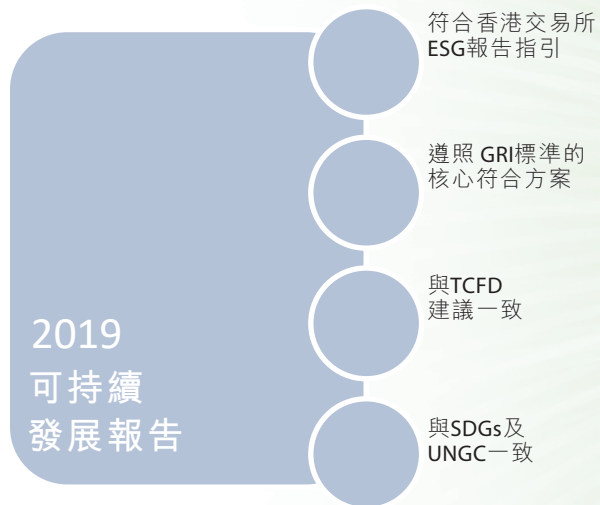 符合香港交易所
ESG報告指引
遵照 GRI標準的
核心符合方案
與TCFD
建議一致
與SDGs及
UNGC一致
2019
可持續
發展報告